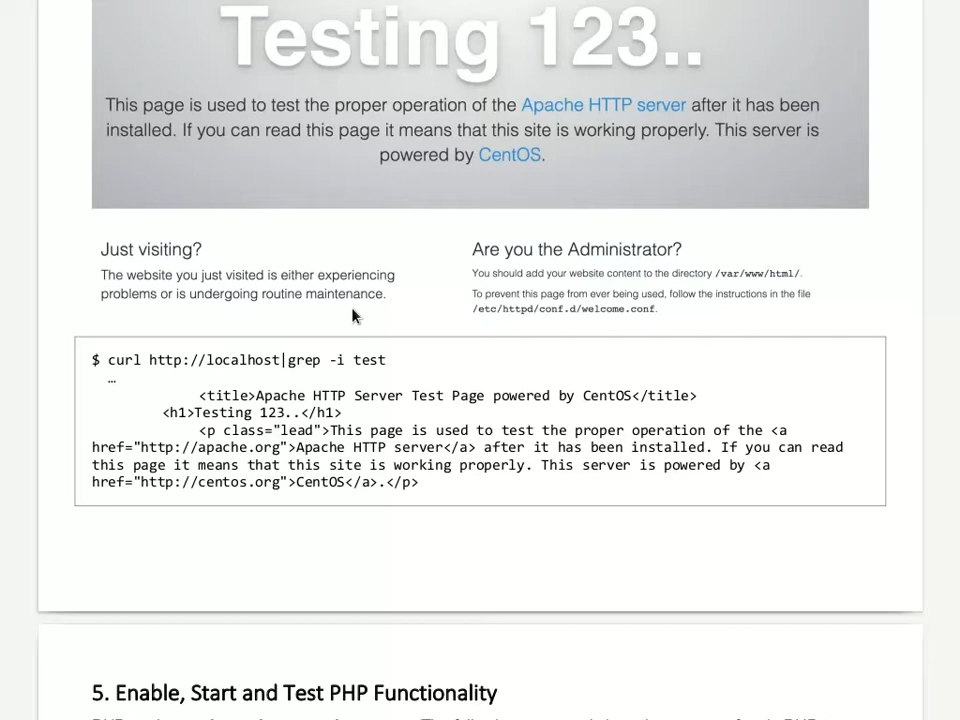 Testing 123..
This page is used to test the proper operation of the Apache HTTP server after it has been
installed. If you can read this page it means that this site is working properly. This server is
powered by CentOS.
Just visiting?
The website you just visited is either experiencing
problems or is undergoing routine maintenance.
Are you the Administrator?
You should add your website content to the directory /var/www/html/.
To prevent this page from ever being used, follow the instructions in the file
/etc/httpd/conf.d/welcome.conf.
$ curl http://localhost|grep -i test
…
<title>Apache HTTP Server Test Page powered by CentOS</title>
<h1>Testing 123..</h1>
<p class="lead">This page is used to test the proper operation of the <a
href="http://apache.org">Apache HTTP server</a> after it has been installed. If you can read
this page it means that this site is working properly. This server is powered by <a
href="http://centos.org">CentOS</a>.</p>
5. Enable, Start and Test PHP Functionality